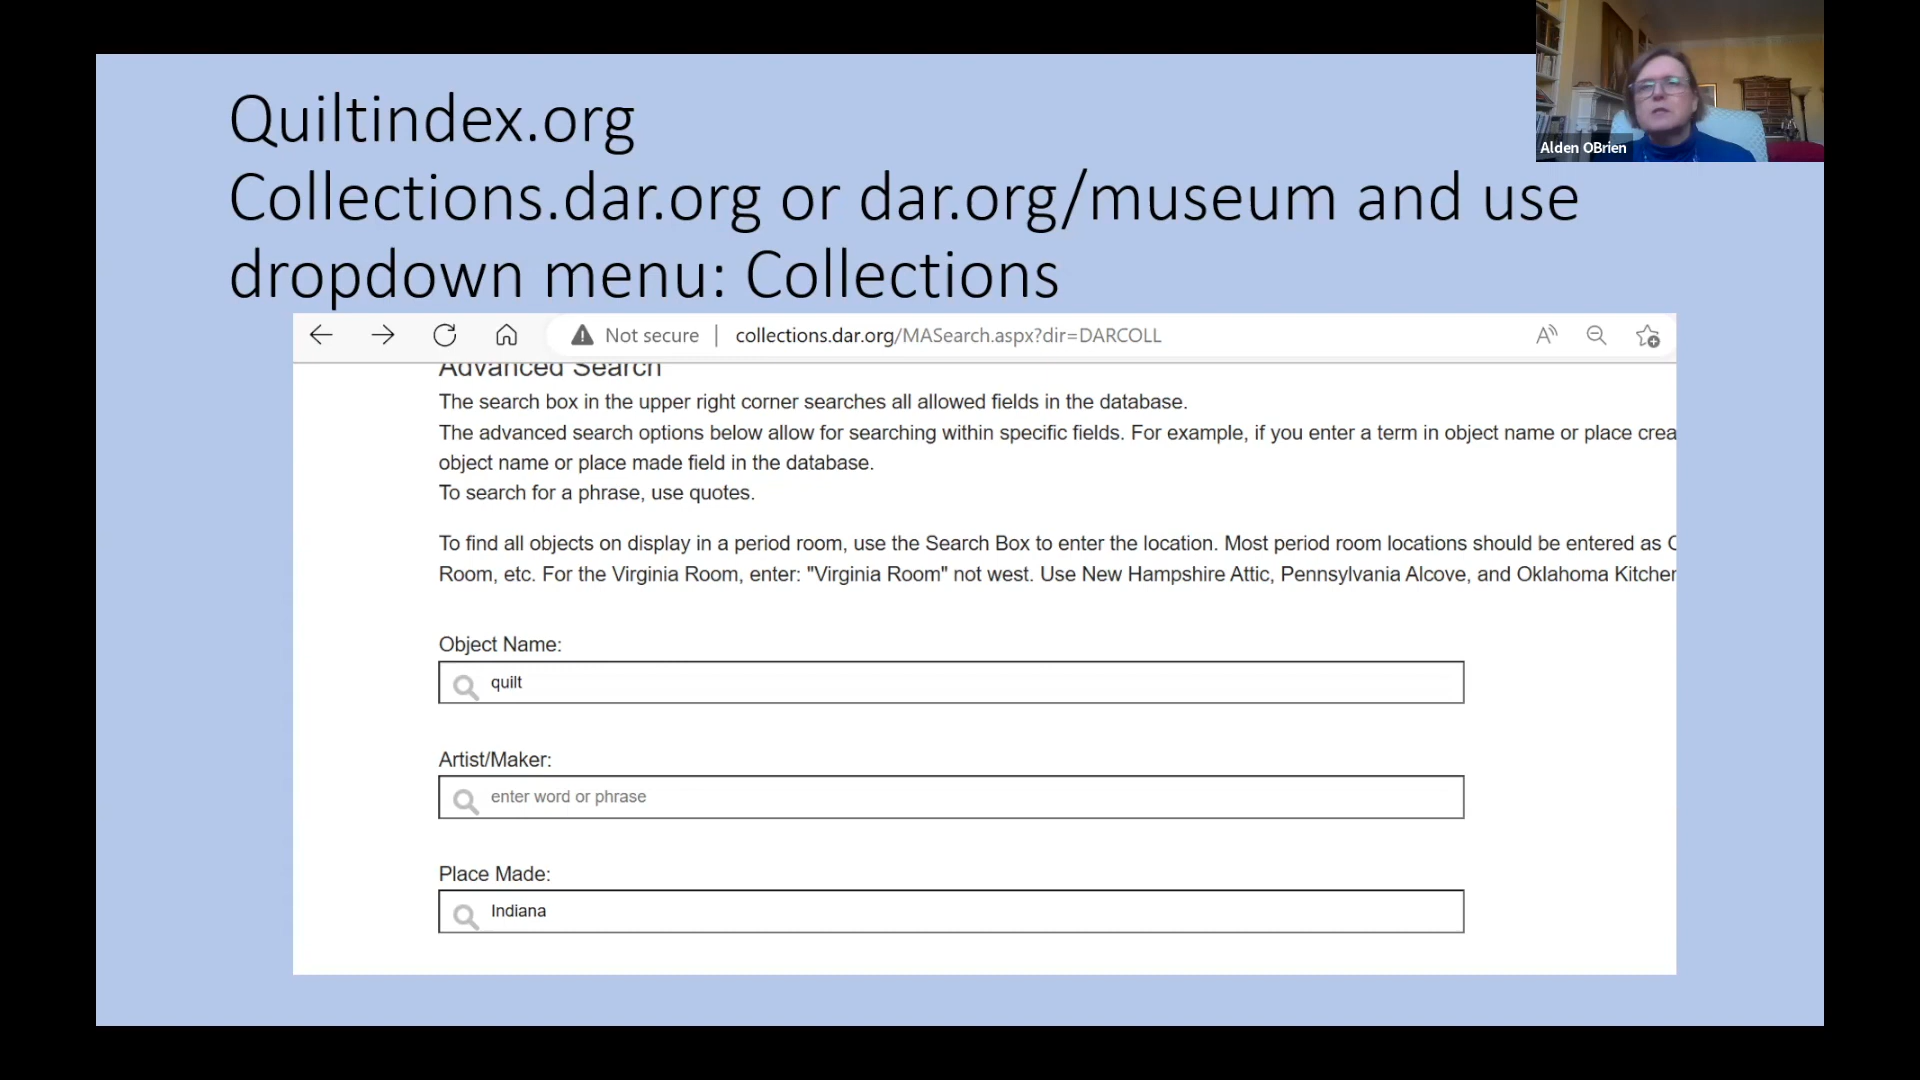 Quiltindex.org
Collections.dar.org or dar.org/museum and use
dropdown menu: Collections
Alden OBrien
Not secure | collections.dar.org/MASearch.aspx?dir=DARCOLL
Advanced Search
The search box in the upper right corner searches all allowed fields in the database.
The advanced search options below allow for searching within specific fields. For example, if you enter a term in object name or place crea
object name or place made field in the database.
To search for a phrase, use quotes.
To find all objects on display in a period room, use the Search Box to enter the location. Most period room locations should be entered as
Room, etc. For the Virginia Room, enter: "Virginia Room" not west. Use New Hampshire Attic, Pennsylvania Alcove, and Oklahoma Kitchen
Object Name:
quilt
Artist/Maker:
enter word or phrase
Place Made:
Indiana